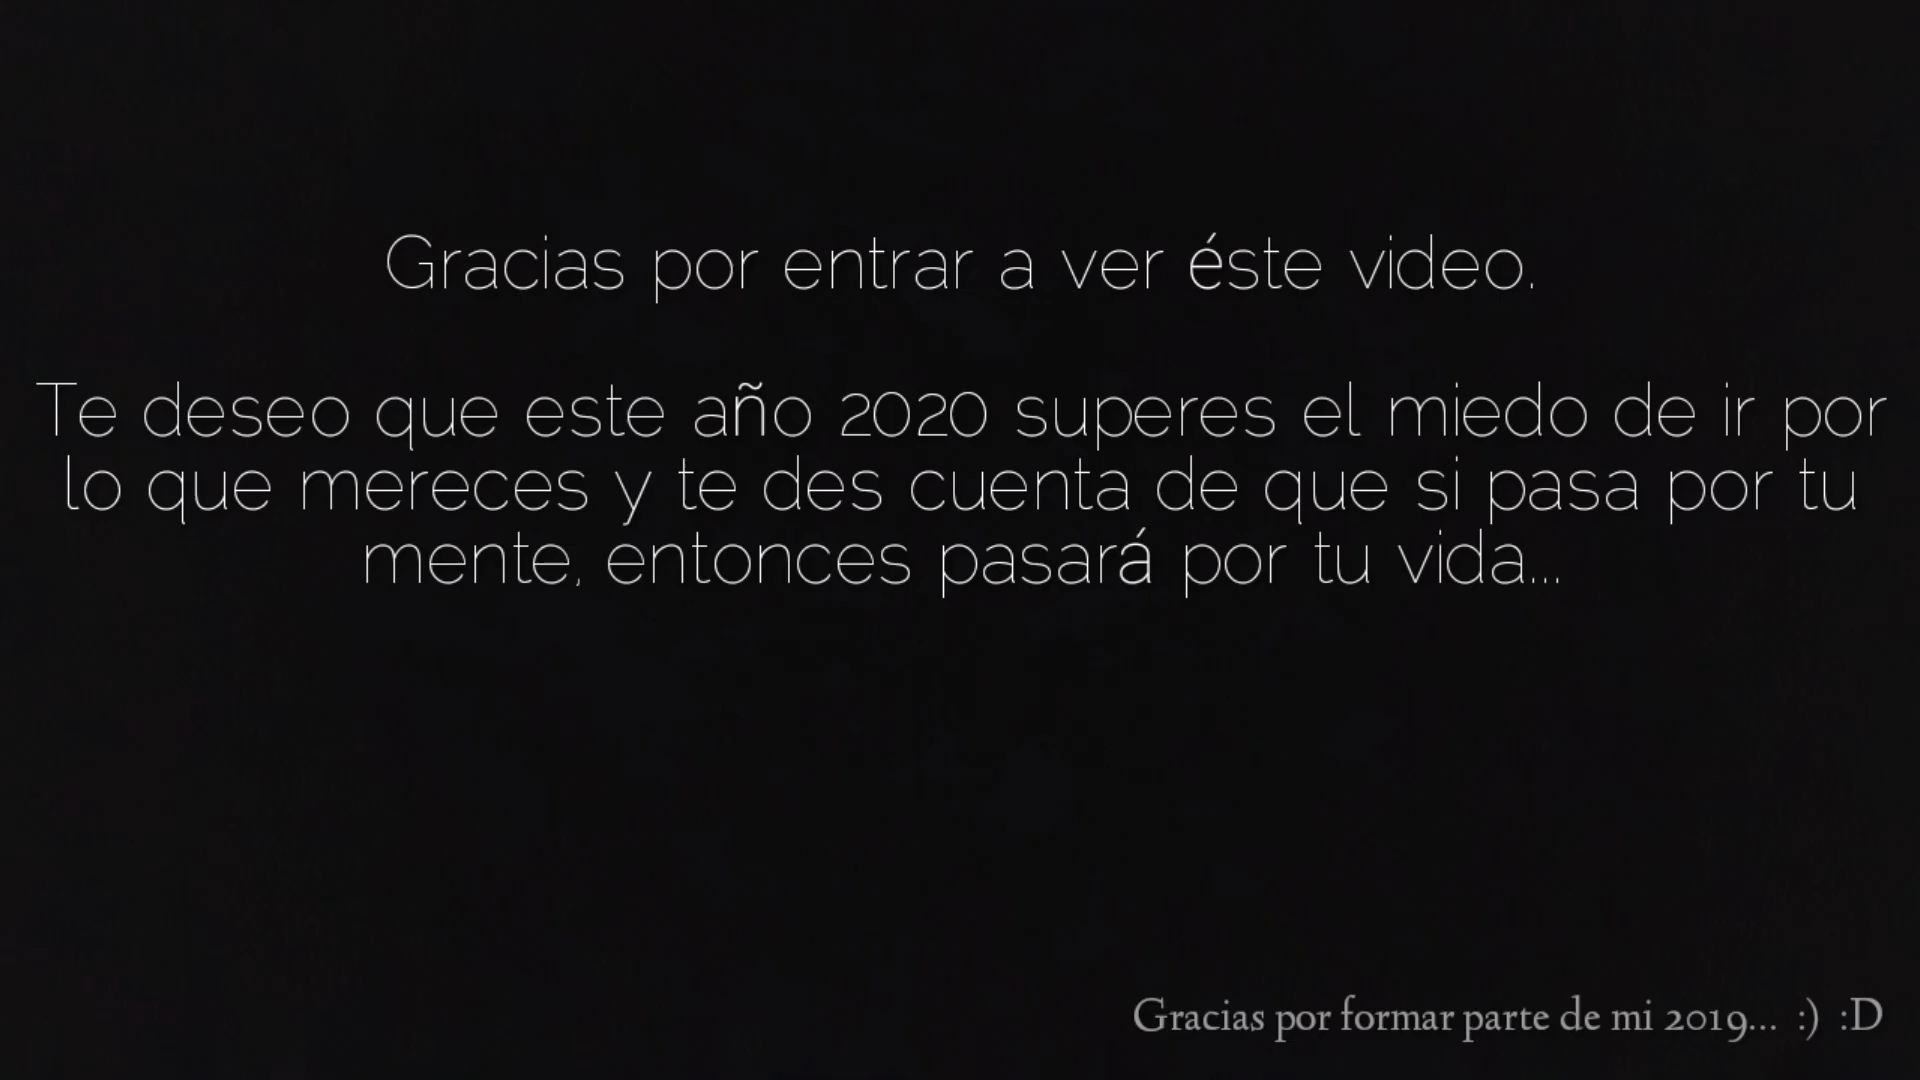 Gracias por entrar a ver éste video.
Te deseo que este año 2020 superes el miedo de ir por
lo que mereces y te des cuenta de que si pasa por tu
mente, entonces pasará por tu vida...
Gracias por formar parte de mi 2019... :) :D